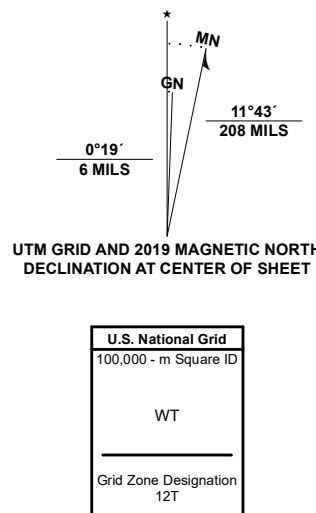 ★
MN
GN
11°43´
208 MILS
0°19´
6 MILS
UTM GRID AND 2019 MAGNETIC NORTH
DECLINATION AT CENTER OF SHEET
U.S. National Grid
100,000 - m Square ID
WT
Grid Zone Designation
12T